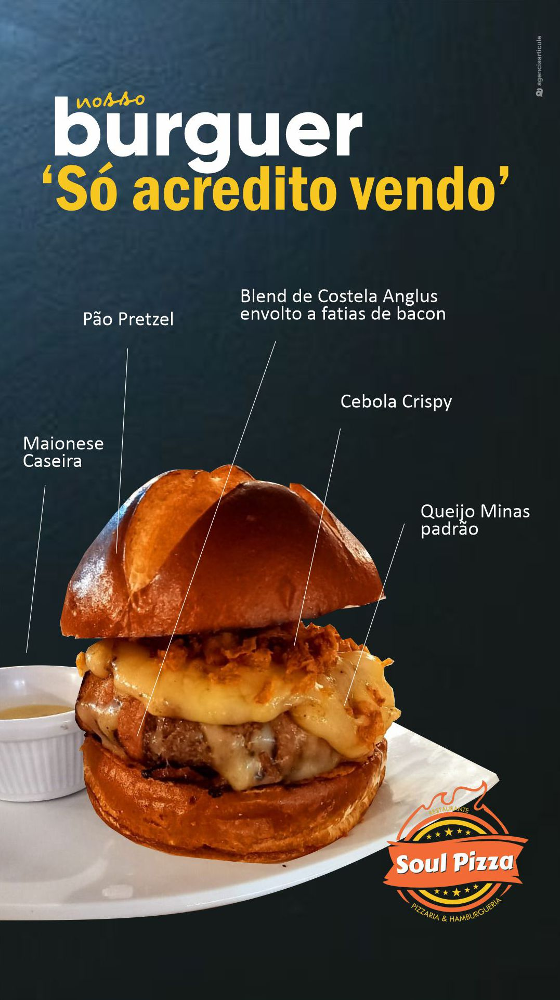 agenciaarticule
nosso
burguer
‘Só acredito vendo’
Blend de Costela Anglus
envolto a fatias de bacon
Pão Pretzel
Cebola Crispy
Maionese
Caseira
Queijo Minas
padrão
RESTAURANTE
Soul Pizza
PIZZARIA & HAMBURGUERIA